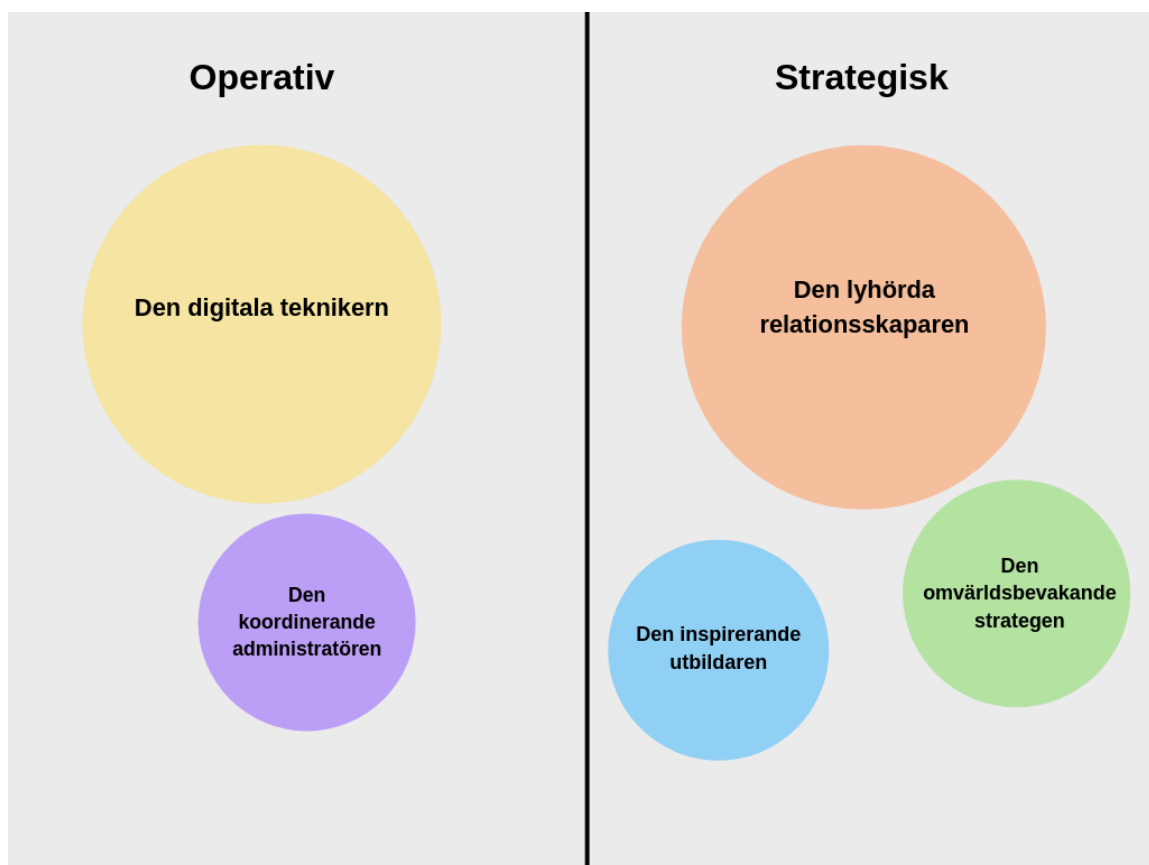 Operativ
Den digitala teknikern
Den
koordinerande
administratören
Strategisk
Den lyhörda
relationsskaparen
Den inspirerande
utbildaren
Den
omvärldsbevakande
strategen